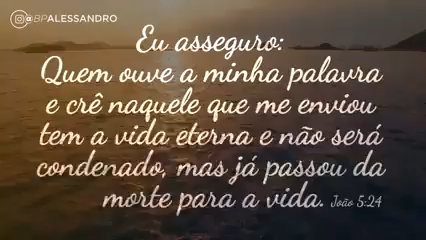 @BPALESSANDRO
Eu asseguro:
Quem ouve a minha palavra
e crê naquele que me enviou
tem a vida eterna e não será
condenado, mas já passou da
morte para a vida. João 5:24